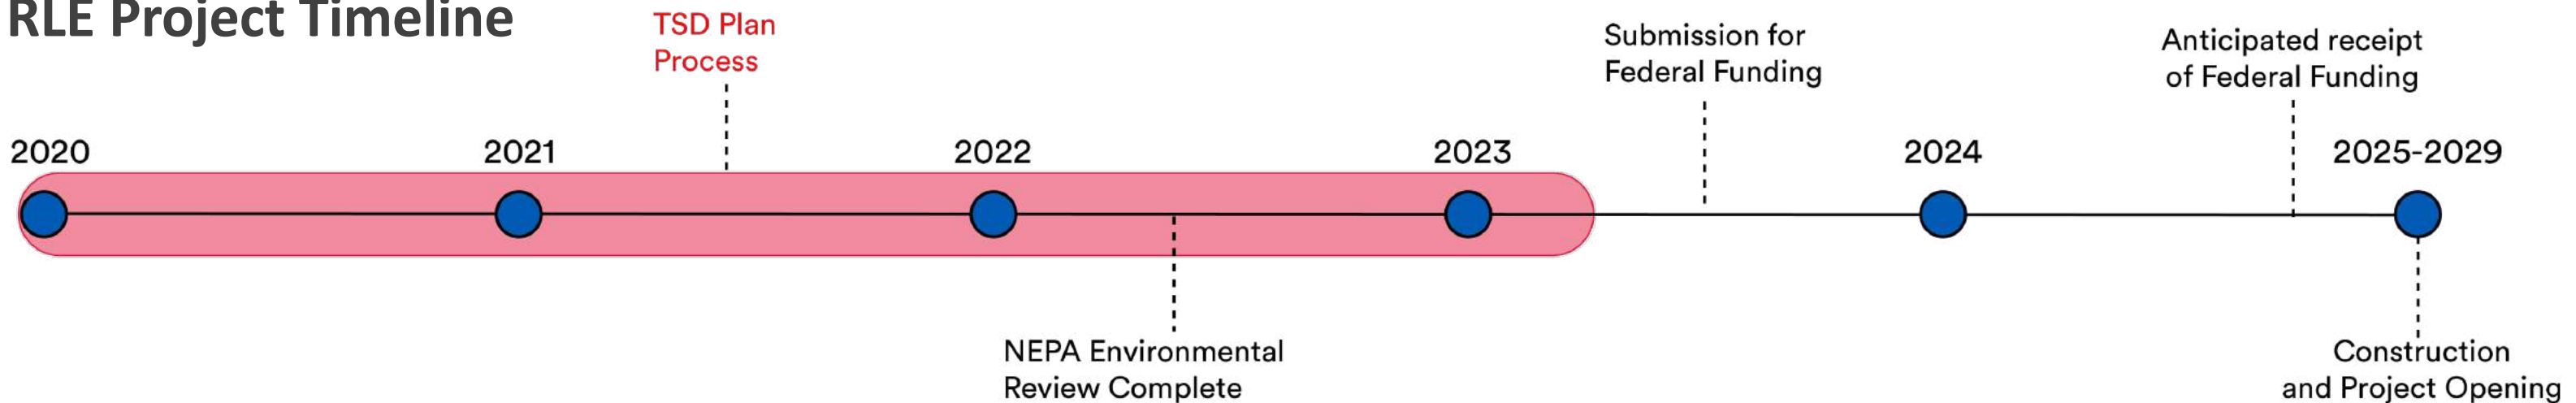 RLE Project Timeline
TSD Plan
Process
Submission for
Federal Funding
Anticipated receipt
of Federal Funding
2020
2021
2022
2023
2024
2025-2029
NEPA Environmental
Review Complete
Construction
and Project Opening